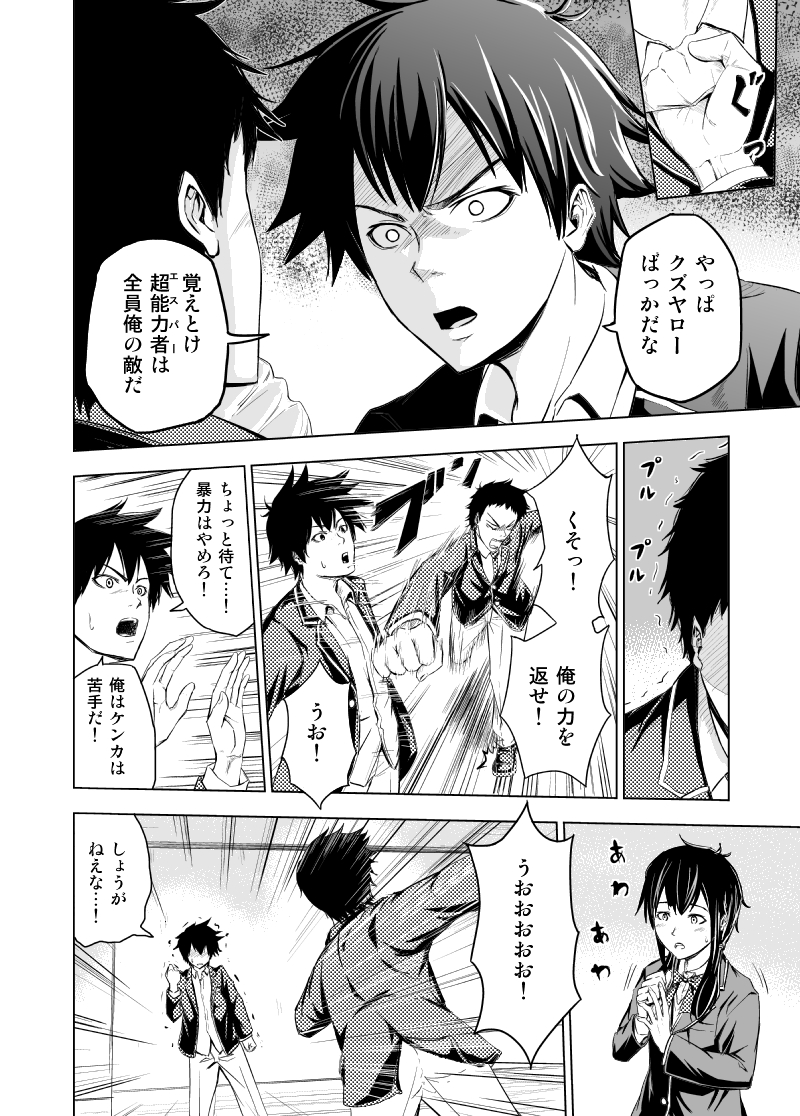 ビ
やっぱ
クズヤロー
ばっかだな
覚えとけ
超能力者は
エスパー
全員俺の敵だ
プル
プル
くそっ！
俺の力を
返せ！
ブン
うお！
ちょっと待て…！
暴力はやめろ！
俺はケンカは
苦手だ！
あわ
あわ
うおおおおお！
しょうが
ねえな…！